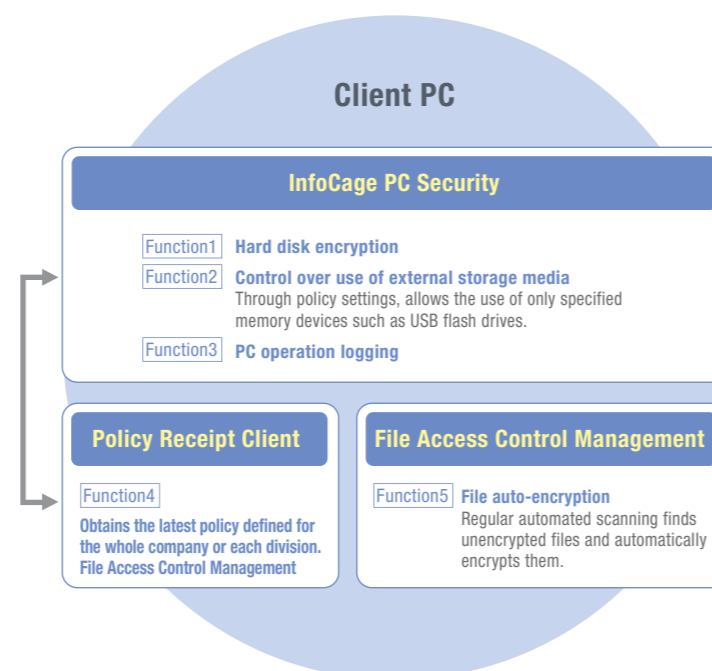 Client PC
InfoCage PC Security
Function1 Hard disk encryption
Function2 Control over use of external storage media
Through policy settings, allows the use of only specified
memory devices such as USB flash drives.
Function3 PC operation logging
Policy Receipt Client
Function4
Obtains the latest policy defined for
the whole company or each division.
File Access Control Management
File Access Control Management
Function5 File auto-encryption
Regular automated scanning finds
unencrypted files and automatically
encrypts them.